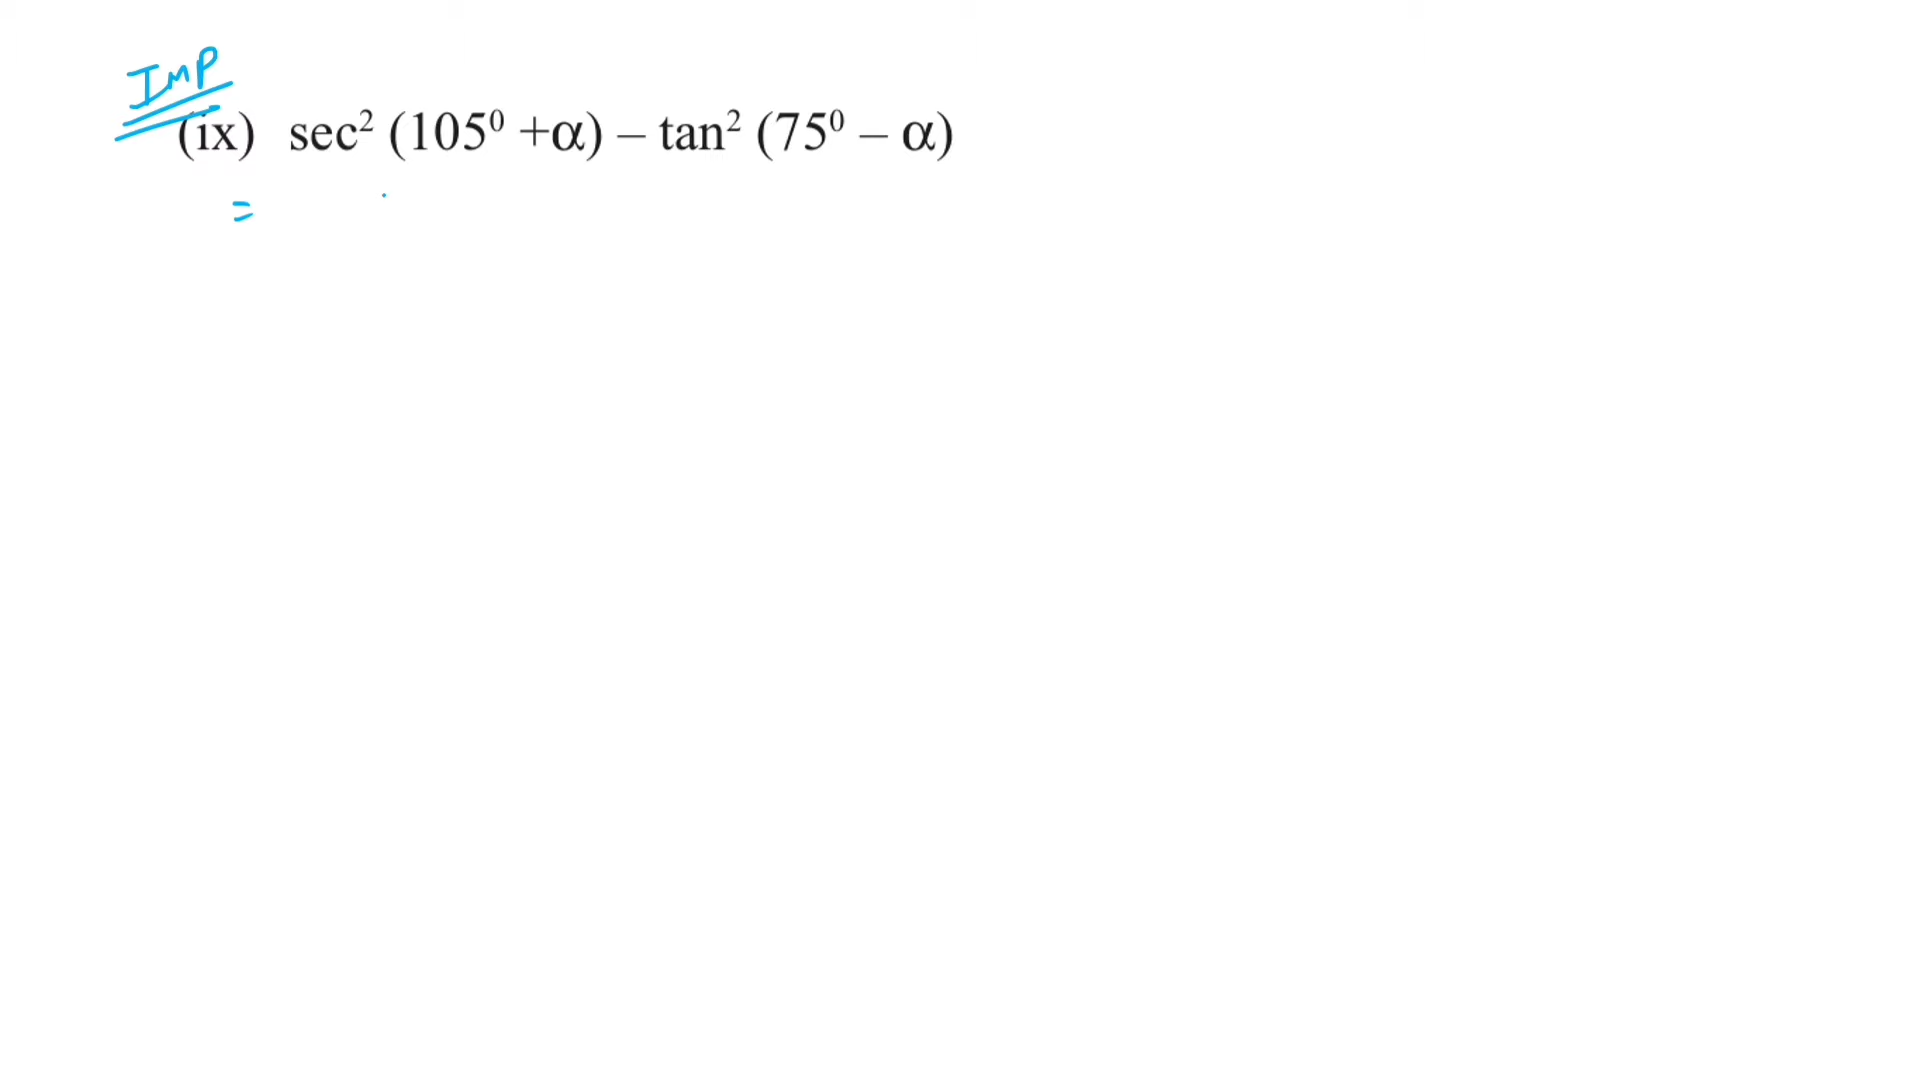 IMP
(ix) sec² (105⁰ +α) – tan² (75⁰ – α)
=